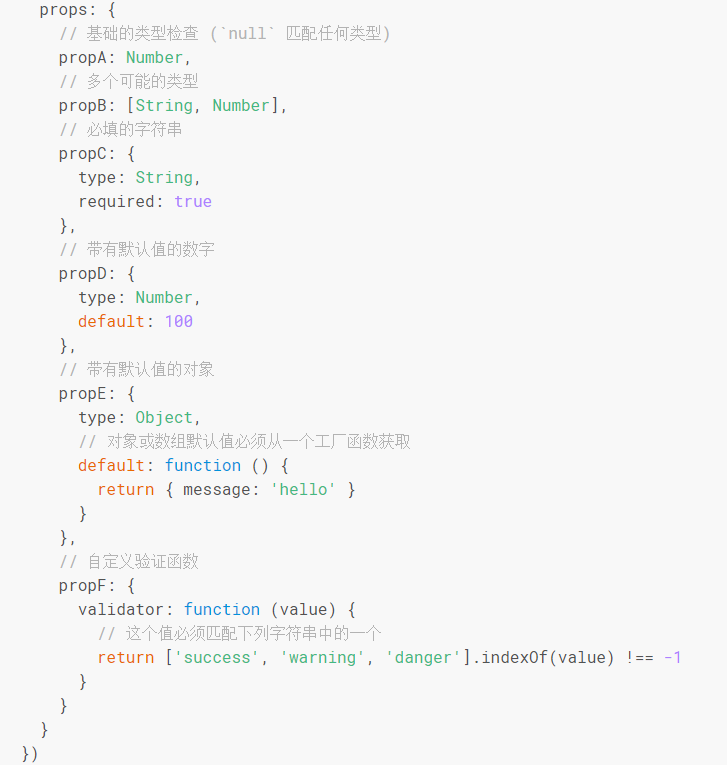 props: {
// 基础的类型检查 (`null` 匹配任何类型)
propA: Number,
// 多个可能的类型
propB: [String, Number],
// 必填的字符串
propC: {
type: String,
required: true
},
// 带有默认值的数字
propD: {
type: Number,
default: 100
},
// 带有默认值的对象
propE: {
type: Object,
// 对象或数组默认值必须从一个工厂函数获取
default: function () {
return { message: 'hello' }
}
},
// 自定义验证函数
propF: {
validator: function (value) {
// 这个值必须匹配下列字符串中的一个
return ['success', 'warning', 'danger'].indexOf(value) !== -1
}
}
}
})